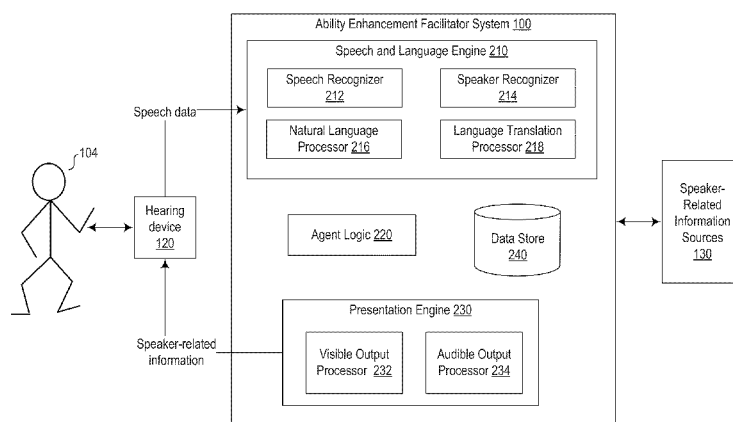 Ability Enhancement Facilitator System 100
Speech and Language Engine 210
Speech Recognizer
212
Speaker Recognizer
214
Natural Language
Processor 216
Language Translation
Processor 218
Speech data
104
Hearing
device
120
Agent Logic 220
Data Store
240
Speaker-
Related
Information
Sources
130
Presentation Engine 230
Speaker-related
information
Visible Output
Processor 232
Audible Output
Processor 234